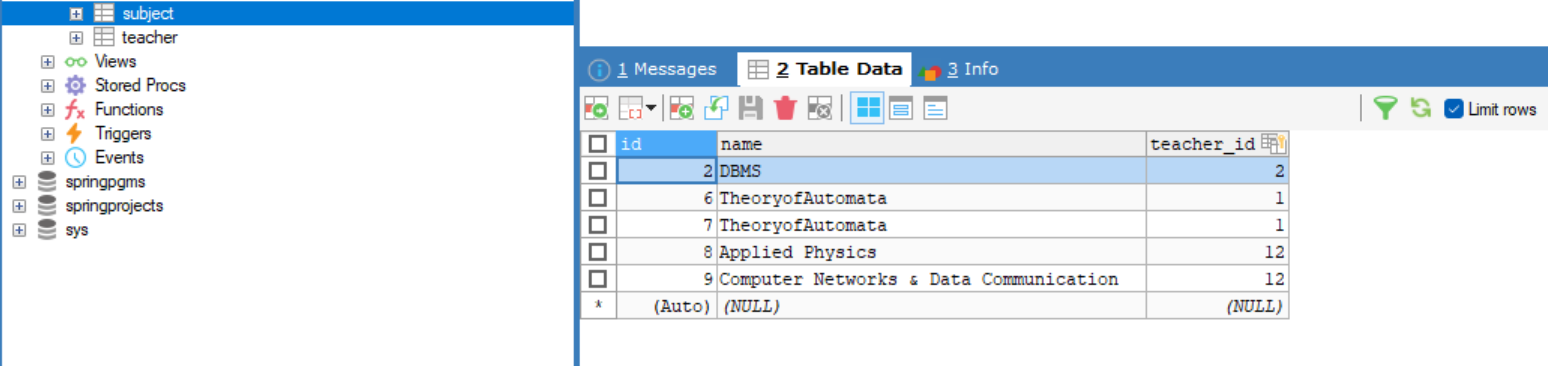 subject
teacher
Views
Stored Procs
Functions
Triggers
Events
springpgms
springprojects
sys
1 Messages 2 Table Data 3 Info
Limit rows
id name teacher_id
2 DBMS 2
6 TheoryofAutomata 1
7 TheoryofAutomata 1
8 Applied Physics 12
9 Computer Networks & Data Communication 12
* (Auto) (NULL) (NULL)